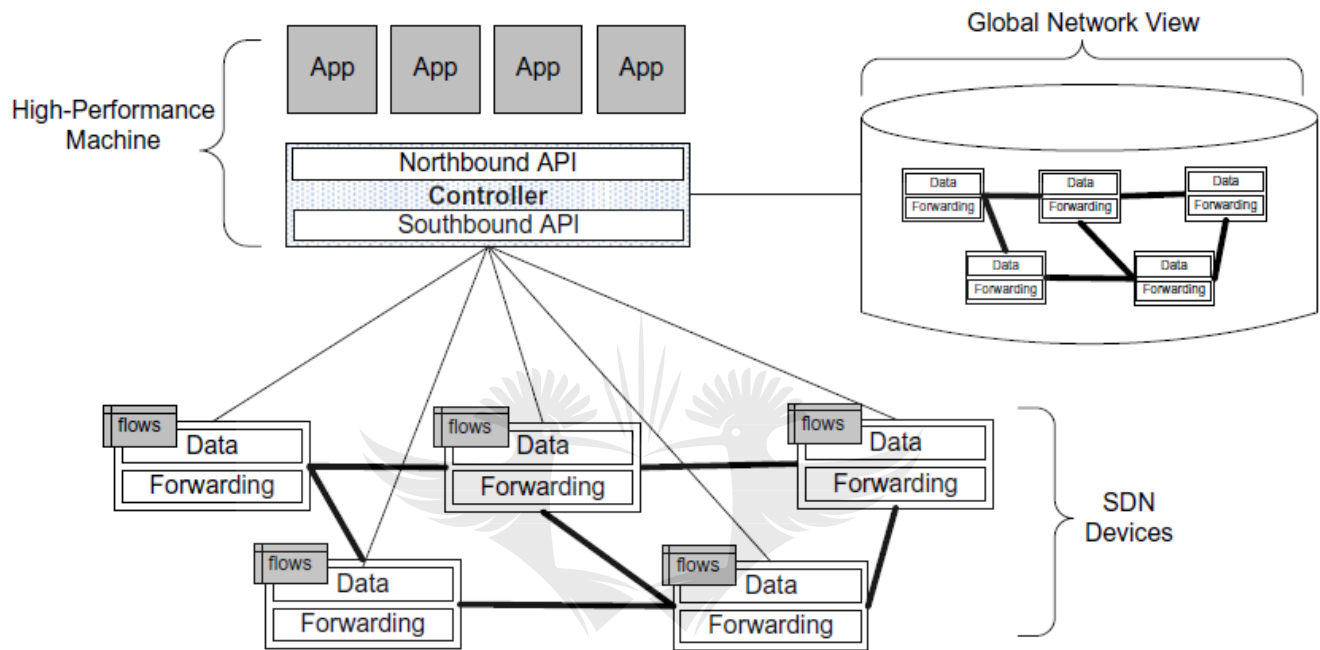 Global Network View
App App App App
High-Performance
Machine
Northbound API
Controller
Southbound API
Data Data Data
Forwarding Forwarding Forwarding
Data Data
Forwarding Forwarding
flows flows flows
Data Data Data
Forwarding Forwarding Forwarding
SDN
Devices
flows flows
Data Data
Forwarding Forwarding